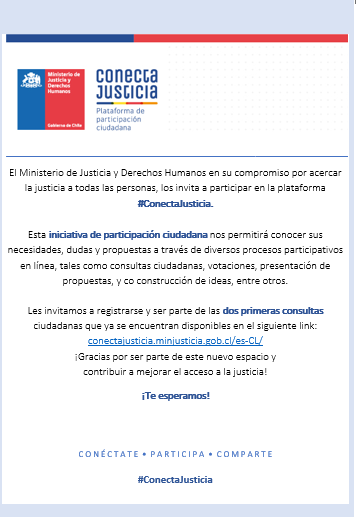 Ministerio de
Justicia y
Derechos
Humanos
Gobierno de Chile
CONECTA
JUSTICIA
Plataforma de
participación
ciudadana
El Ministerio de Justicia y Derechos Humanos en su compromiso por acercar
la justicia a todas las personas, los invita a participar en la plataforma
#ConectaJusticia.
Esta iniciativa de participación ciudadana nos permitirá conocer sus
necesidades, dudas y propuestas a través de diversos procesos participativos
en línea, tales como consultas ciudadanas, votaciones, presentación de
propuestas, y co construcción de ideas, entre otros.
Les invitamos a registrarse y ser parte de las dos primeras consultas
ciudadanas que ya se encuentran disponibles en el siguiente link:
conectajusticia.minjusticia.gob.cl/es-CL/
¡Gracias por ser parte de este nuevo espacio y
contribuir a mejorar el acceso a la justicia!
¡Te esperamos!
CONÉCTATE • PARTICIPA • COMPARTE
#ConectaJusticia